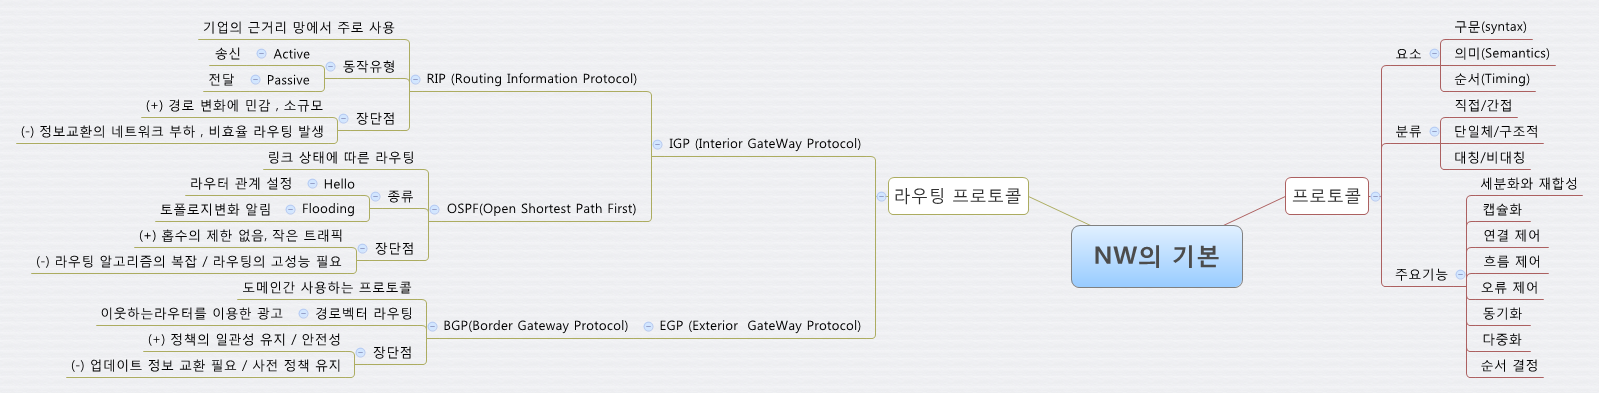 NW의 기본
프로토콜
요소
구문(syntax)
의미(Semantics)
순서(Timing)
분류
직접/간접
단일체/구조적
대칭/비대칭
주요기능
세분화와 재합성
캡슐화
연결 제어
흐름 제어
오류 제어
동기화
다중화
순서 결정
라우팅 프로토콜
IGP (Interior GateWay Protocol)
RIP (Routing Information Protocol)
기업의 근거리 망에서 주로 사용
동작유형
Active
송신
Passive
전달
장단점
(+) 경로 변화에 민감 , 소규모
(-) 정보교환의 네트워크 부하 , 비효율 라우팅 발생
OSPF(Open Shortest Path First)
링크 상태에 따른 라우팅
종류
Hello
라우터 관계 설정
Flooding
토폴로지변화 알림
장단점
(+) 홉수의 제한 없음, 작은 트래픽
(-) 라우팅 알고리즘의 복잡 / 라우팅의 고성능 필요
EGP (Exterior  GateWay Protocol)
BGP(Border Gateway Protocol)
도메인간 사용하는 프로토콜
경로벡터 라우팅
이웃하는라우터를 이용한 광고
장단점
(+) 정책의 일관성 유지 / 안전성
(-) 업데이트 정보 교환 필요 / 사전 정책 유지